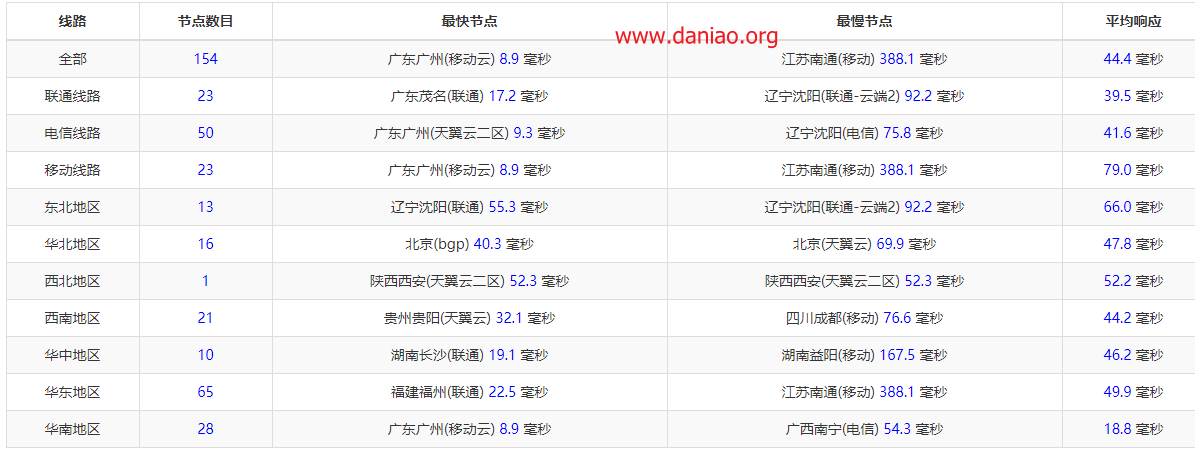 线路 节点数目 最快节点 最慢节点 平均响应
www.daniao.org
全部 154 广东广州(移动云) 8.9 毫秒 江苏南通(移动) 388.1 毫秒 44.4 毫秒
联通线路 23 广东茂名(联通) 17.2 毫秒 辽宁沈阳(联通-云端2) 92.2 毫秒 39.5 毫秒
电信线路 50 广东广州(天翼云二区) 9.3 毫秒 辽宁沈阳(电信) 75.8 毫秒 41.6 毫秒
移动线路 23 广东广州(移动云) 8.9 毫秒 江苏南通(移动) 388.1 毫秒 79.0 毫秒
东北地区 13 辽宁沈阳(联通) 55.3 毫秒 辽宁沈阳(联通-云端2) 92.2 毫秒 66.0 毫秒
华北地区 16 北京(bgp) 40.3 毫秒 北京(天翼云) 69.9 毫秒 47.8 毫秒
西北地区 1 陕西西安(天翼云二区) 52.3 毫秒 陕西西安(天翼云二区) 52.3 毫秒 52.2 毫秒
西南地区 21 贵州贵阳(天翼云) 32.1 毫秒 四川成都(移动) 76.6 毫秒 44.2 毫秒
华中地区 10 湖南长沙(联通) 19.1 毫秒 湖南益阳(移动) 167.5 毫秒 46.2 毫秒
华东地区 65 福建福州(联通) 22.5 毫秒 江苏南通(移动) 388.1 毫秒 49.9 毫秒
华南地区 28 广东广州(移动云) 8.9 毫秒 广西南宁(电信) 54.3 毫秒 18.8 毫秒